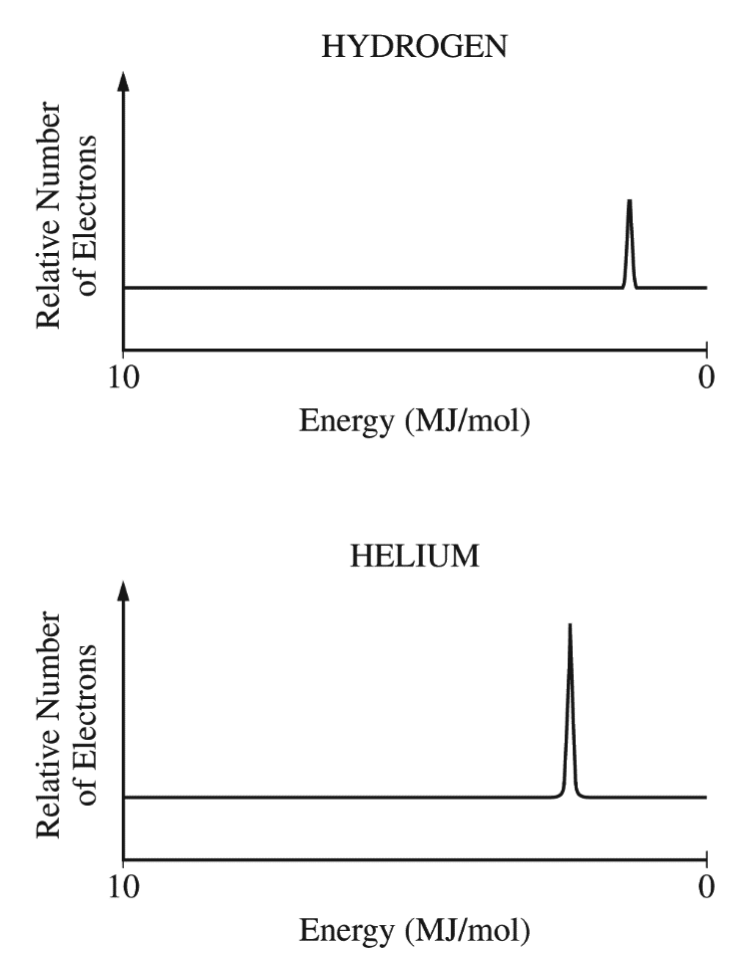 HYDROGEN
Relative Number
of Electrons
10
0
Energy (MJ/mol)
HELIUM
Relative Number
of Electrons
10
0
Energy (MJ/mol)